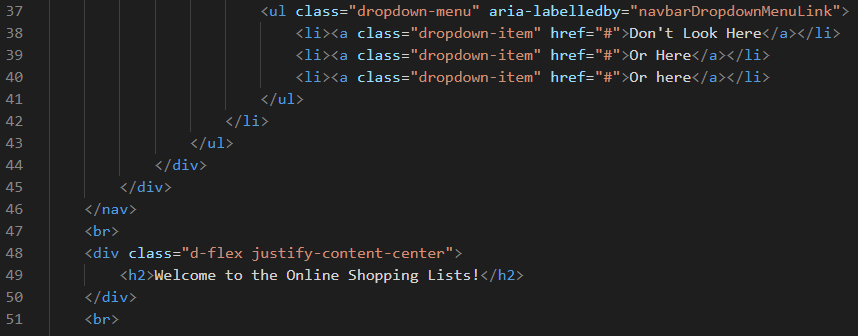 37 <ul class="dropdown-menu" aria-labelledby="navbarDropdownMenuLink">
38 <li><a class="dropdown-item" href="#">Don't Look Here</a></li>
39 <li><a class="dropdown-item" href="#">Or Here</a></li>
40 <li><a class="dropdown-item" href="#">Or here</a></li>
41 </ul>
42 </li>
43 </ul>
44 </div>
45 </div>
46 </nav>
47 <br>
48 <div class="d-flex justify-content-center">
49 <h2>Welcome to the Online Shopping Lists!</h2>
50 </div>
51 <br>